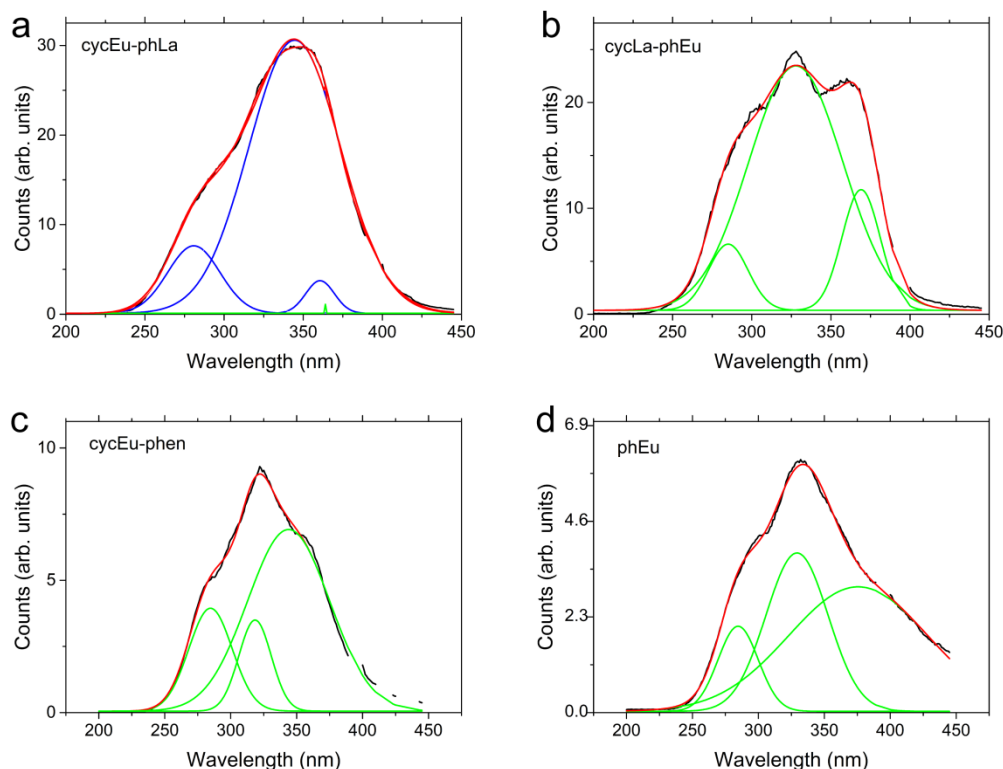 a
cycEu-phLa
Counts (arb. units)
30
20
10
0
200 250 300 350 400 450
Wavelength (nm)
b
cycLa-phEu
Counts (arb. units)
20
10
0
200 250 300 350 400 450
Wavelength (nm)
c
cycEu-phen
Counts (arb. units)
10
5
0
200 250 300 350 400 450
Wavelength (nm)
d
phEu
Counts (arb. units)
6.9
4.6
2.3
0.0
200 250 300 350 400 450
Wavelength (nm)